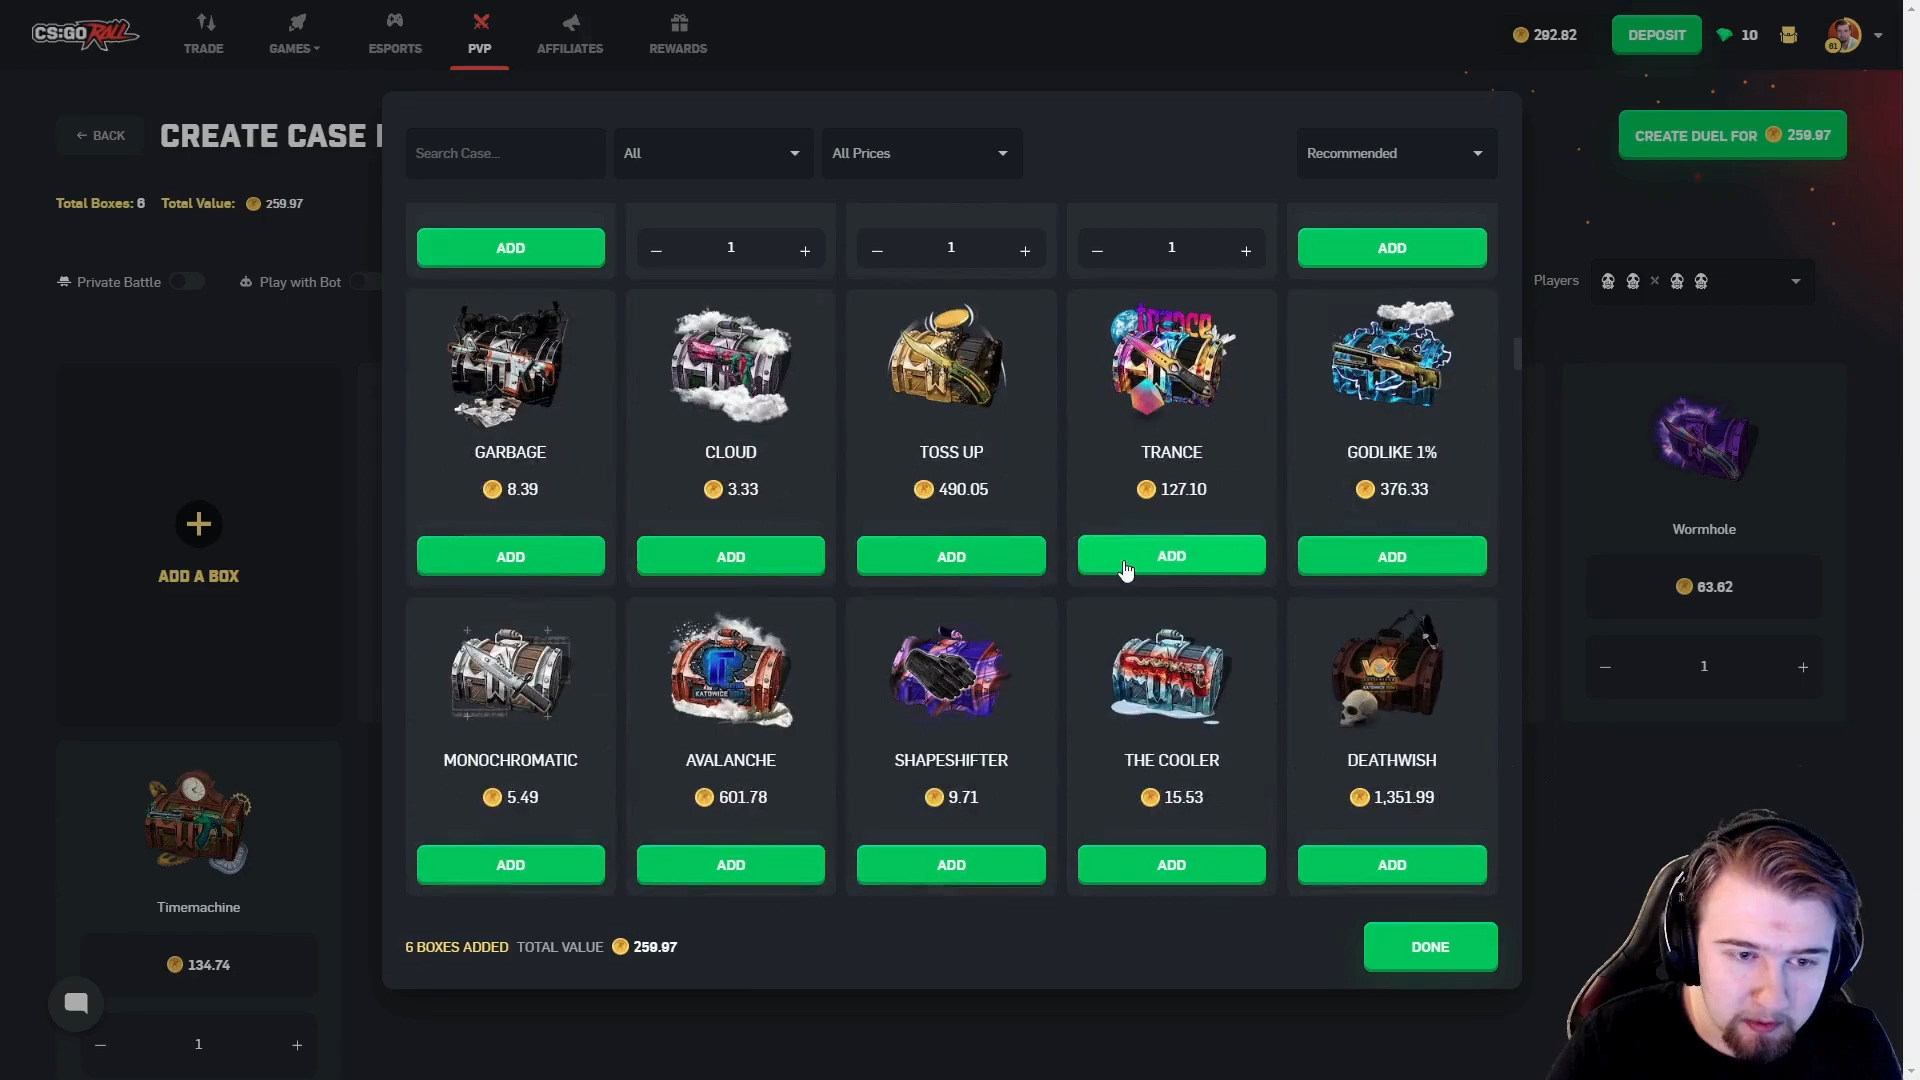 CS:GO ROLL
TRADE
GAMES
ESPORTS
PVP
AFFILIATES
REWARDS
292.82
DEPOSIT
10
61
BACK
CREATE CASE
CREATE DUEL FOR 259.97
Search Case...
All
All Prices
Recommended
Total Boxes: 6 Total Value: 259.97
ADD
1
1
1
ADD
Private Battle
Play with Bot
Players
trance
GARBAGE
CLOUD
TOSS UP
TRANCE
GODLIKE 1%
8.39
3.33
490.05
127.10
376.33
ADD
ADD
ADD
ADD
ADD
ADD A BOX
Wormhole
63.62
1
KATOWICE
VOX
KATOWICE
MONOCHROMATIC
AVALANCHE
SHAPESHIFTER
THE COOLER
DEATHWISH
5.49
601.78
9.71
15.53
1,351.99
ADD
ADD
ADD
ADD
ADD
Timemachine
134.74
1
6 BOXES ADDED TOTAL VALUE 259.97
DONE